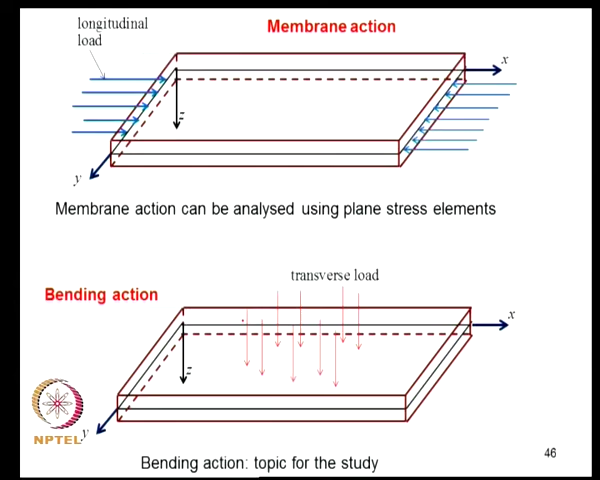 longitudinal
load
Membrane action
x
z
y
Membrane action can be analysed using plane stress elements
transverse load
Bending action
x
z
y
NPTEL
46
Bending action: topic for the study